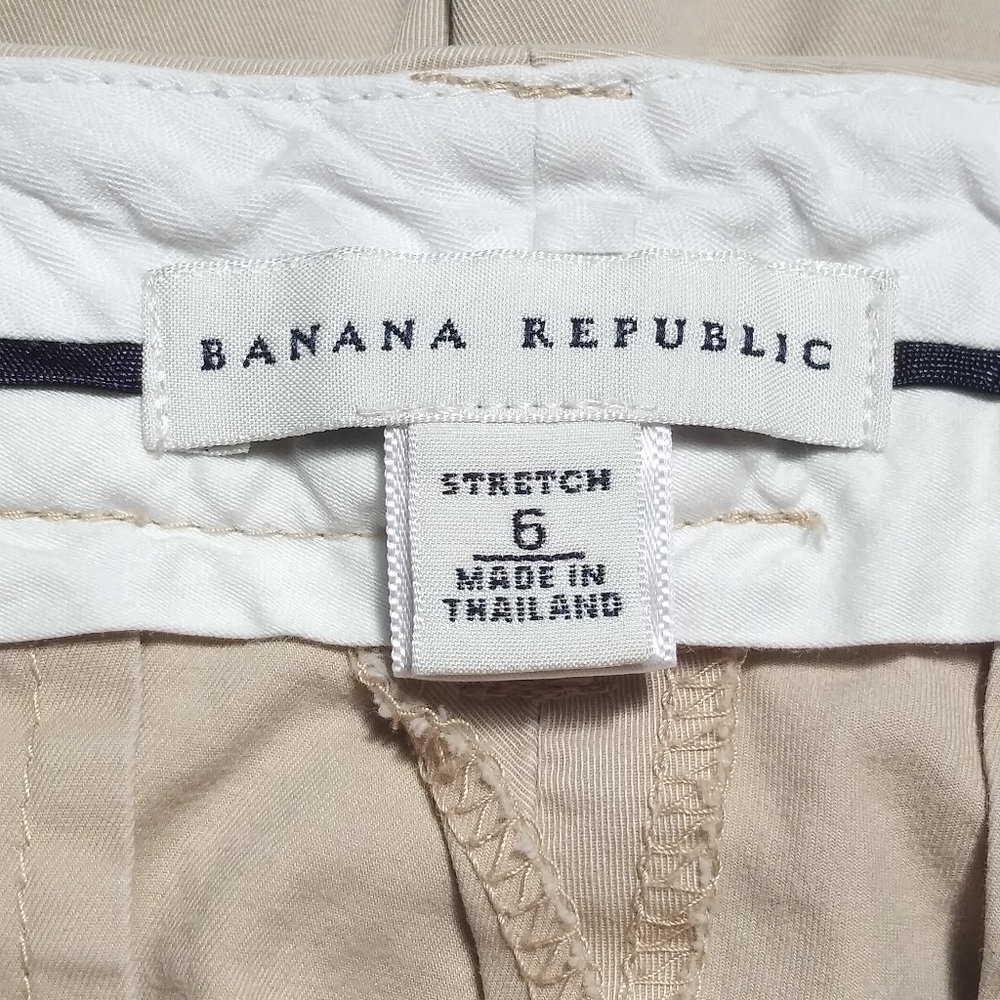 BANANA REPUBLIC
STRETCH
6
MADE IN
THAILAND